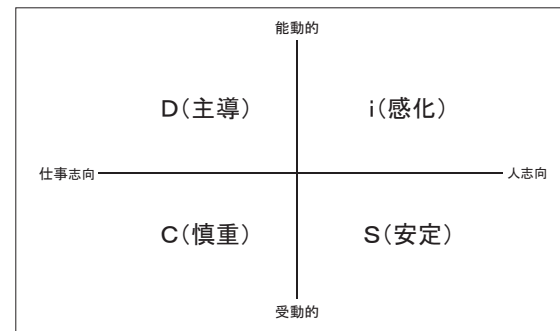 能動的
D（主導） i（感化）
仕事志向 人志向
C（慎重） S（安定）
受動的